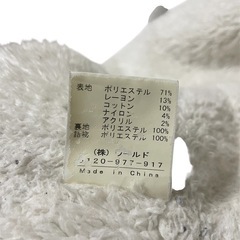 表地 ポリエステル 71%
レーヨン 13%
コットン 10%
ナイロン 4%
アクリル 2%
裏地 ポリエステル 100%
詰物 ポリエステル 100%
(株) ワールド
0120-977-917
Made in China